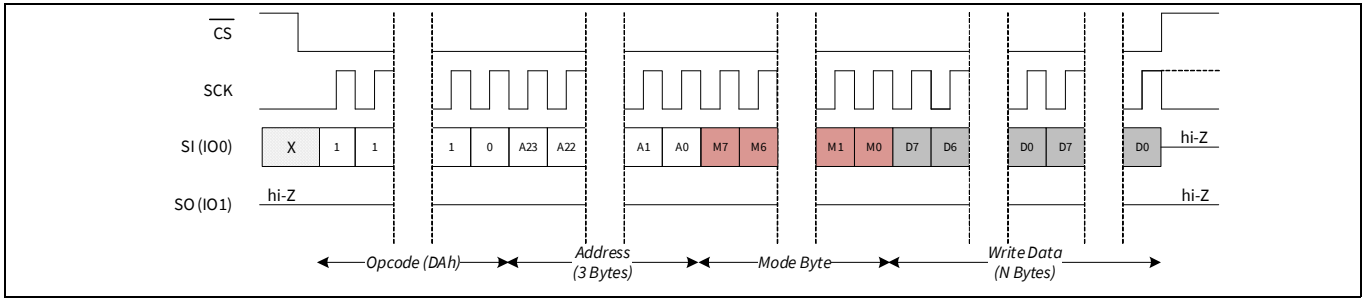 CS
SCK
SI (IO0) X 1 1 1 0 A23 A22 A1 A0 M7 M6 M1 M0 D7 D6 D0 D7 D0 hi-Z
hi-Z hi-Z
SO (IO1)
Opcode (DAh) Address (3 Bytes) Mode Byte Write Data (N Bytes)